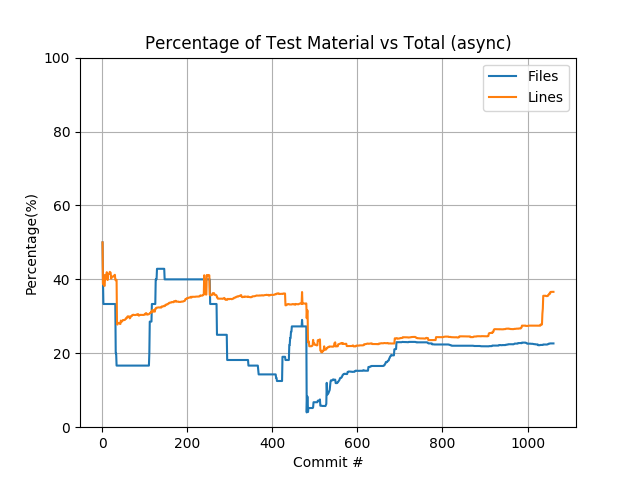 Percentage of Test Material vs Total (async)
Files
Lines
100
80
60
40
20
0
Percentage(%)
0 200 400 600 800 1000
Commit #